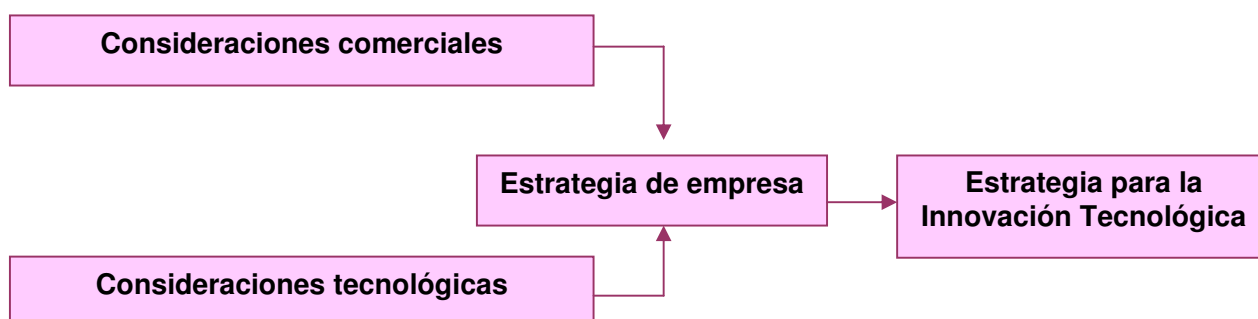 Consideraciones comerciales
Estrategia de empresa
Estrategia para la
Innovación Tecnológica
Consideraciones tecnológicas